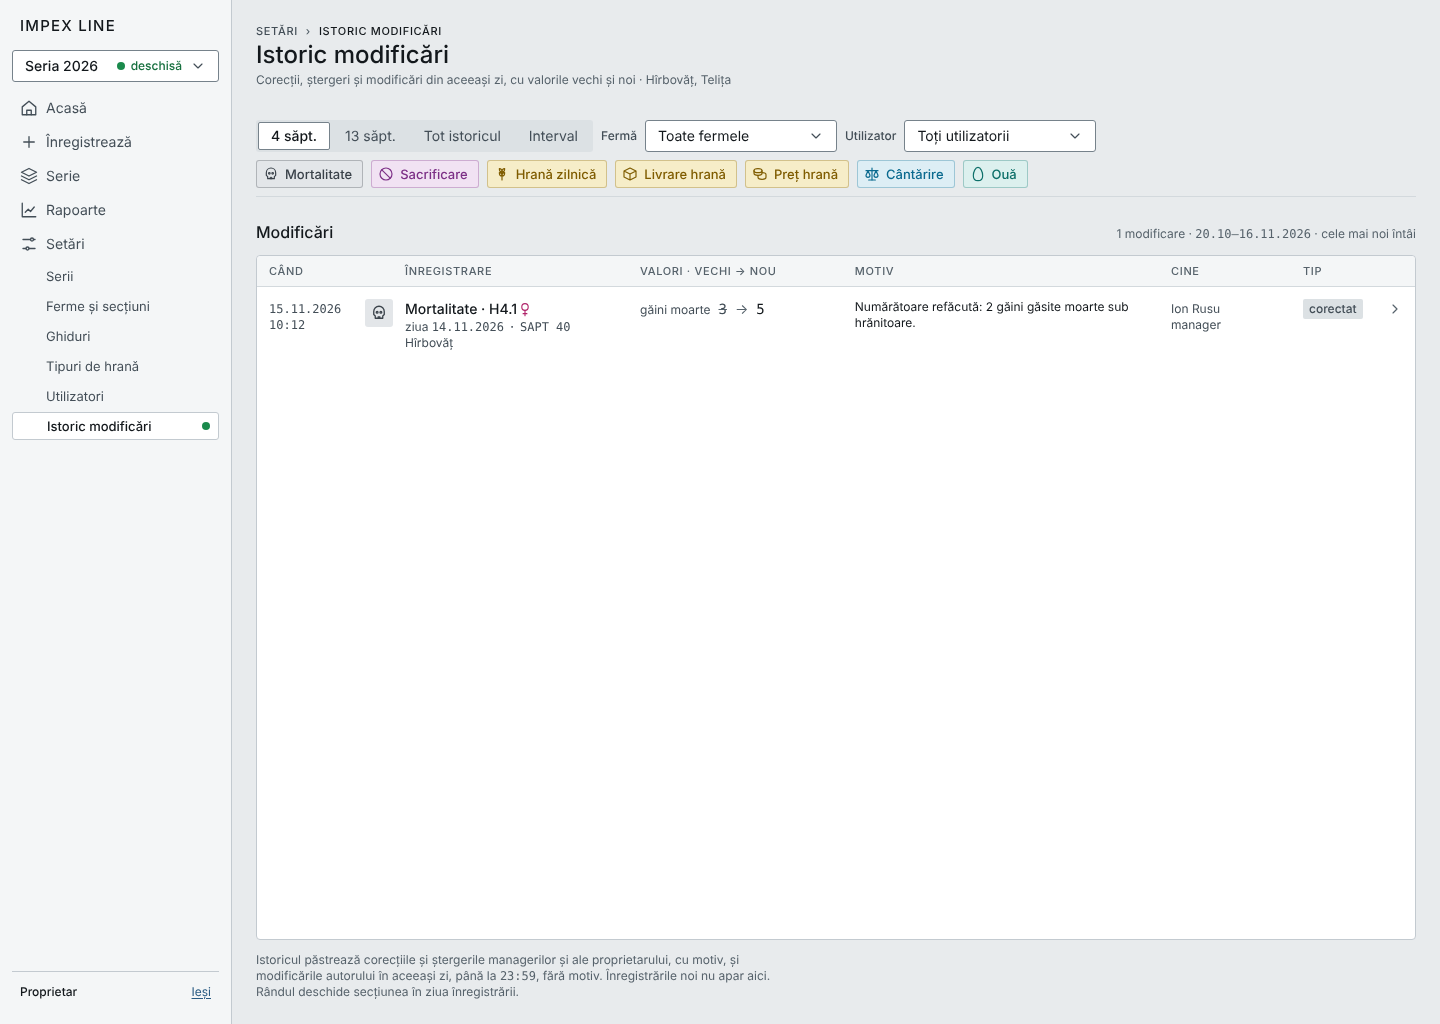 IMPEX LINE
Seria 2026 deschisă
Acasă
Înregistrează
Serie
Rapoarte
Setări
Serii
Ferme și secțiuni
Ghiduri
Tipuri de hrană
Utilizatori
Istoric modificări
Proprietar Ieși
SETĂRI › ISTORIC MODIFICĂRI
Istoric modificări
Corecții, ștergeri și modificări din aceeași zi, cu valorile vechi și noi · Hîrbovăț, Telița
4 săpt. 13 săpt. Tot istoricul Interval Fermă Toate fermele Utilizator Toți utilizatorii
Mortalitate Sacrificare Hrană zilnică Livrare hrană Preț hrană Cântărire Ouă
Modificări 1 modificare · 20.10–16.11.2026 · cele mai noi întâi
CÂND ÎNREGISTRARE VALORI · VECHI → NOU MOTIV CINE TIP
15.11.2026 Mortalitate · H4.1 ♀ găini moarte 3 → 5 Numărătoare refăcută: 2 găini găsite moarte sub Ion Rusu corectat
10:12 ziua 14.11.2026 · SAPT 40 hrănitoare. manager
Hîrbovăț
Istoricul păstrează corecțiile și ștergerile managerilor și ale proprietarului, cu motiv, și
modificările autorului în aceeași zi, până la 23:59, fără motiv. Înregistrările noi nu apar aici.
Rândul deschide secțiunea în ziua înregistrării.